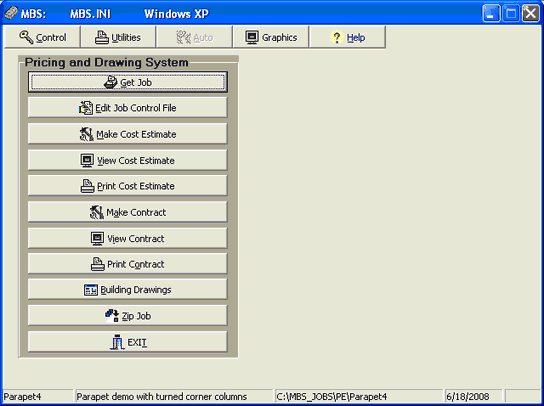 MBS: MBS.INI Windows XP
Control Utilities Auto Graphics ? Help
Pricing and Drawing System
Get Job
Edit Job Control File
Make Cost Estimate
View Cost Estimate
Print Cost Estimate
Make Contract
View Contract
Print Contract
Building Drawings
Zip Job
EXIT
Parapet4 Parapet demo with turned corner columns C:\MBS_JOBS\PE\Parapet4 6/18/2008